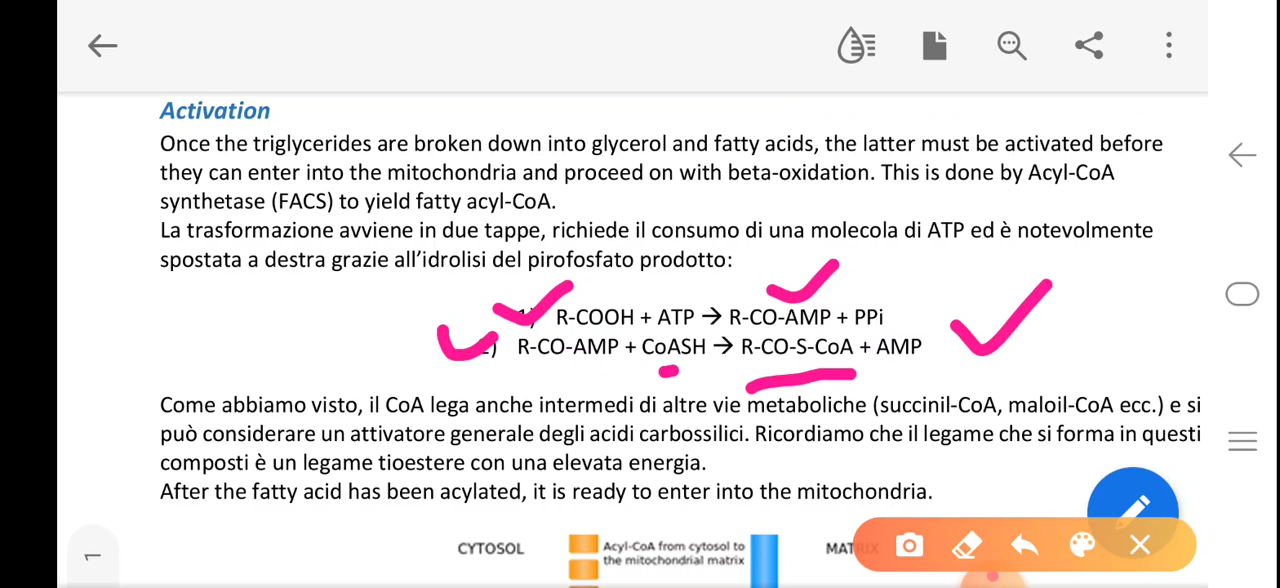 Activation
Once the triglycerides are broken down into glycerol and fatty acids, the latter must be activated before
they can enter into the mitochondria and proceed on with beta-oxidation. This is done by Acyl-CoA
synthetase (FACS) to yield fatty acyl-CoA.
La trasformazione avviene in due tappe, richiede il consumo di una molecola di ATP ed è notevolmente
spostata a destra grazie all’idrolisi del pirofosfato prodotto:
R-COOH + ATP → R-CO-AMP + PPi
R-CO-AMP + CoASH → R-CO-S-CoA + AMP
Come abbiamo visto, il CoA lega anche intermedi di altre vie metaboliche (succinil-CoA, maloil-CoA ecc.) e si
può considerare un attivatore generale degli acidi carbossilici. Ricordiamo che il legame che si forma in questi
composti è un legame tioestere con una elevata energia.
After the fatty acid has been acylated, it is ready to enter into the mitochondria.
CYTOSOL
Acyl-CoA from cytosol to
the mitochondrial matrix
MATRIX